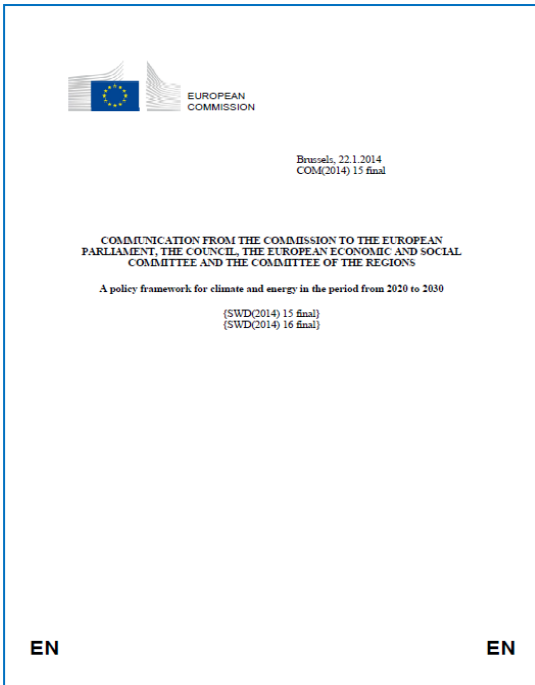 EUROPEAN
COMMISSION
Brussels, 22.1.2014
COM(2014) 15 final
COMMUNICATION FROM THE COMMISSION TO THE EUROPEAN
PARLIAMENT, THE COUNCIL, THE EUROPEAN ECONOMIC AND SOCIAL
COMMITTEE AND THE COMMITTEE OF THE REGIONS
A policy framework for climate and energy in the period from 2020 to 2030
{SWD(2014) 15 final}
{SWD(2014) 16 final}
EN EN